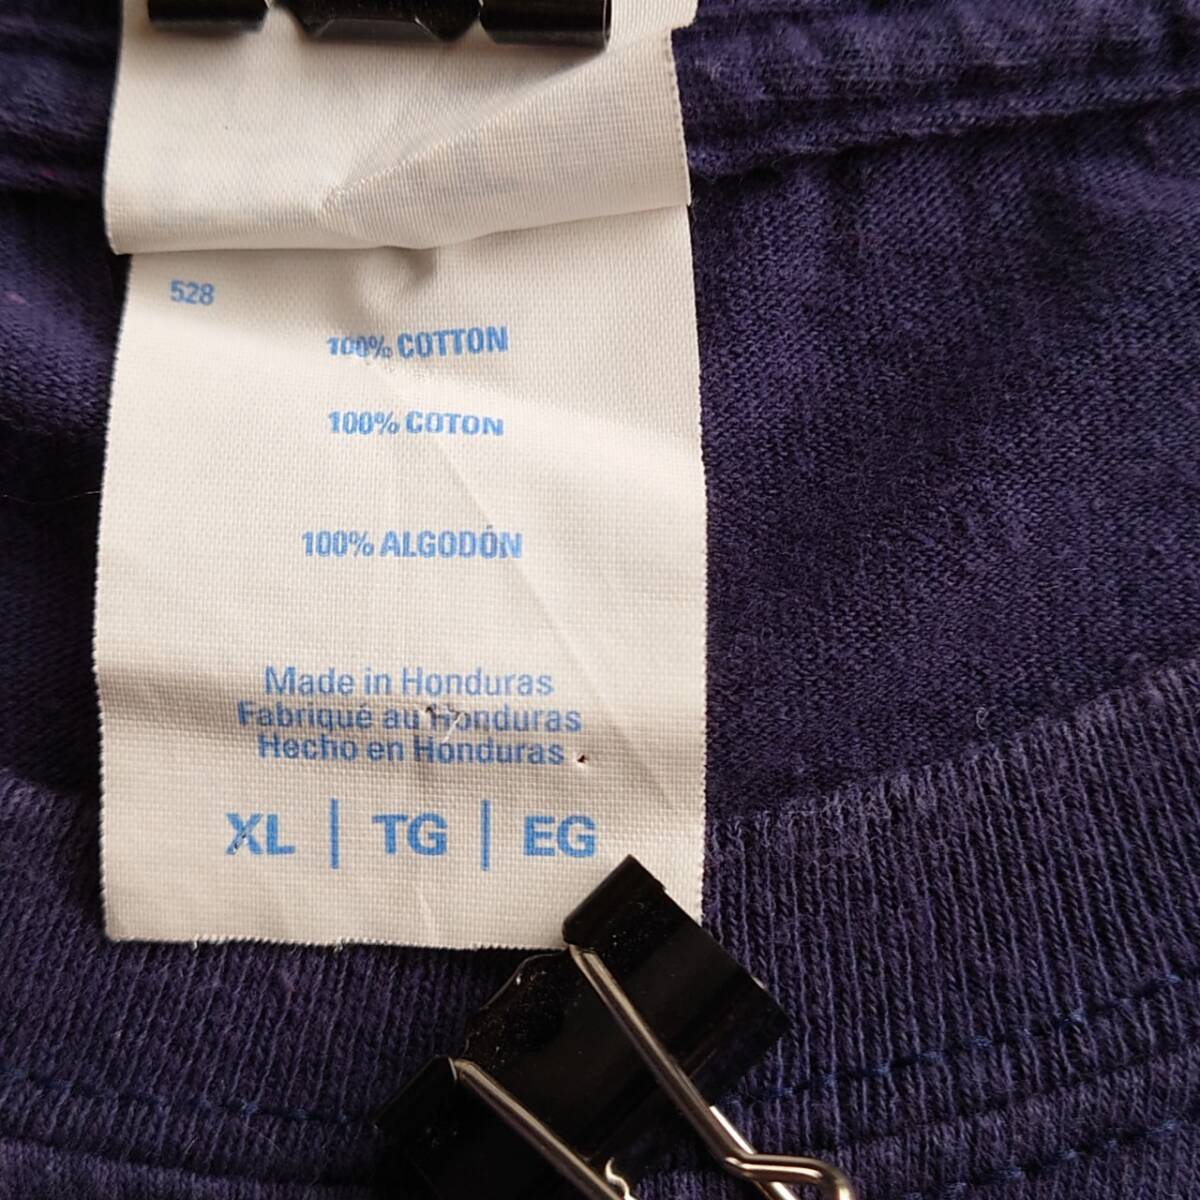 528
100% COTTON
100% COTON
100% ALGODÓN
Made in Honduras
Fabriqué au Honduras
Hecho en Honduras
XL | TG | EG